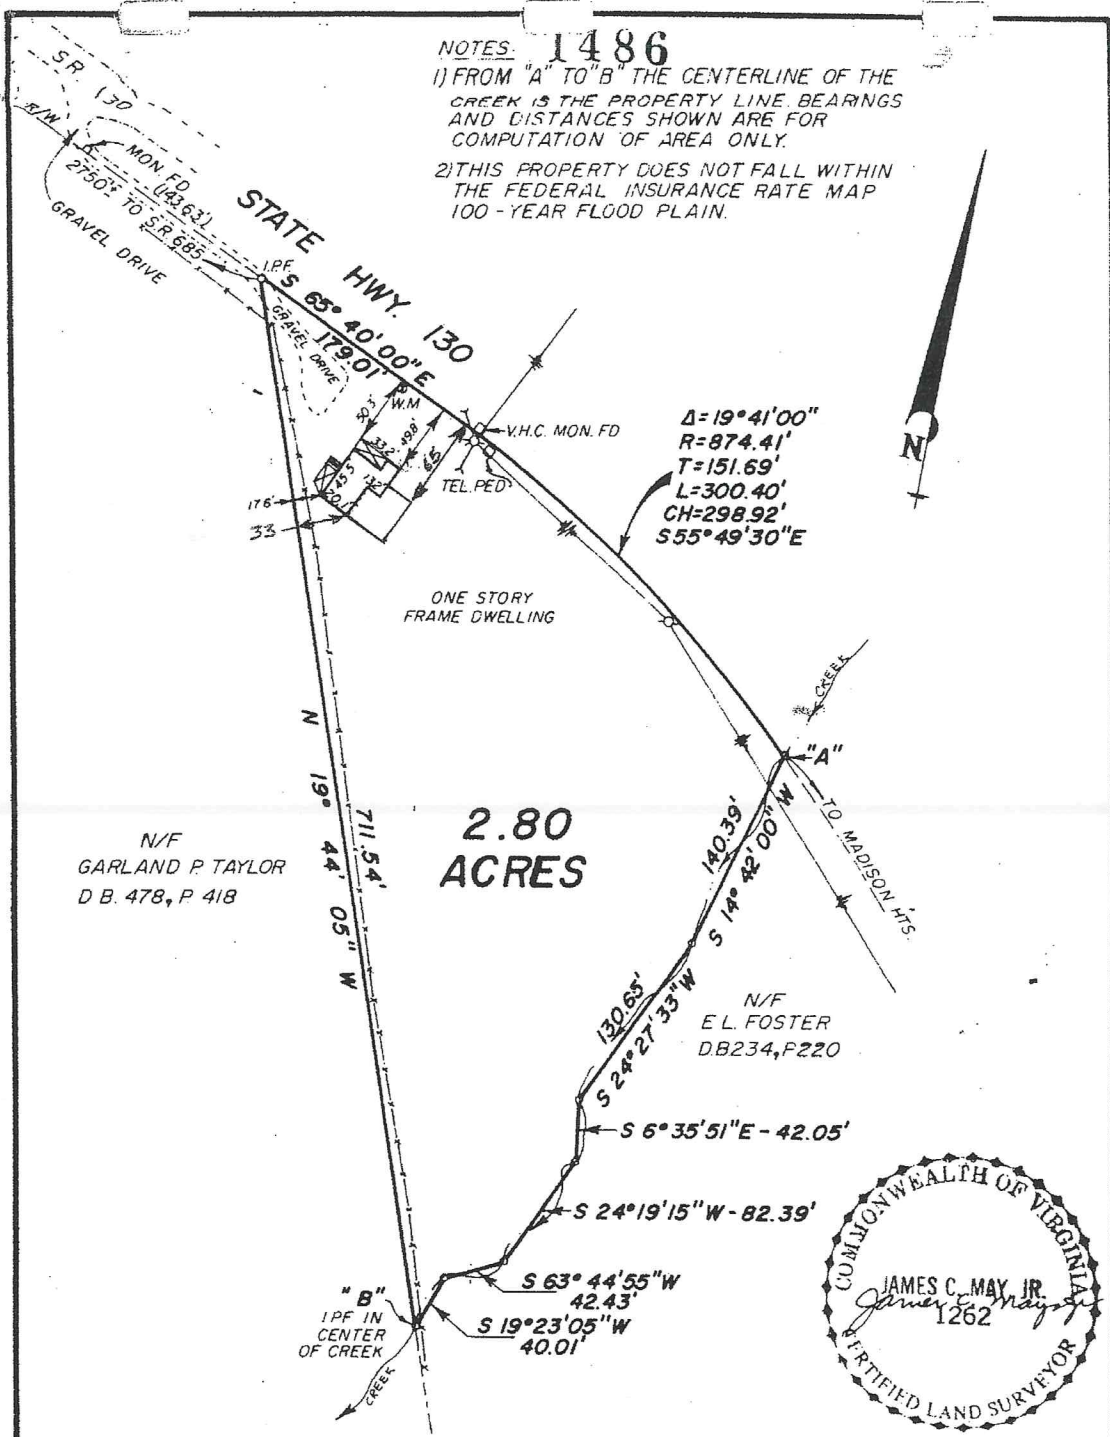 1486
NOTES:
1) FROM "A" TO "B" THE CENTERLINE OF THE
CREEK IS THE PROPERTY LINE. BEARINGS
AND DISTANCES SHOWN ARE FOR
COMPUTATION OF AREA ONLY.
2) THIS PROPERTY DOES NOT FALL WITHIN
THE FEDERAL INSURANCE RATE MAP
100-YEAR FLOOD PLAIN.
S.R. 130
R/W
MON. FD
(143.63')
2750'± TO S.R. 685
GRAVEL DRIVE
STATE HWY. 130
I.P.F.
S 65° 40' 00" E
179.01'
GRAVEL DRIVE
W.M
50.3'
33.2
49.8'
V.H.C. MON. FD
TEL. PED
45.5
13.2
20.1
17.6'
33
Δ=19°41'00"
R=874.41'
T=151.69'
L=300.40'
CH=298.92'
S 55°49'30"E
N
ONE STORY
FRAME DWELLING
CREEK
"A"
TO MADISON HTS.
N 19° 44' 05" W
711.54'
2.80
ACRES
N/F
GARLAND P. TAYLOR
D B. 478, P 418
140.39'
S 14° 42' 00" W
130.65'
S 24° 27' 33" W
N/F
E L. FOSTER
D.B234, P220
S 6° 35' 51" E - 42.05'
S 24° 19' 15" W - 82.39'
S 63° 44' 55" W
42.43'
S 19° 23' 05" W
40.01'
"B"
IPF IN
CENTER
OF CREEK
CREEK
COMMONWEALTH OF VIRGINIA
JAMES C. MAY, JR.
James C. May Jr
1262
CERTIFIED LAND SURVEYOR